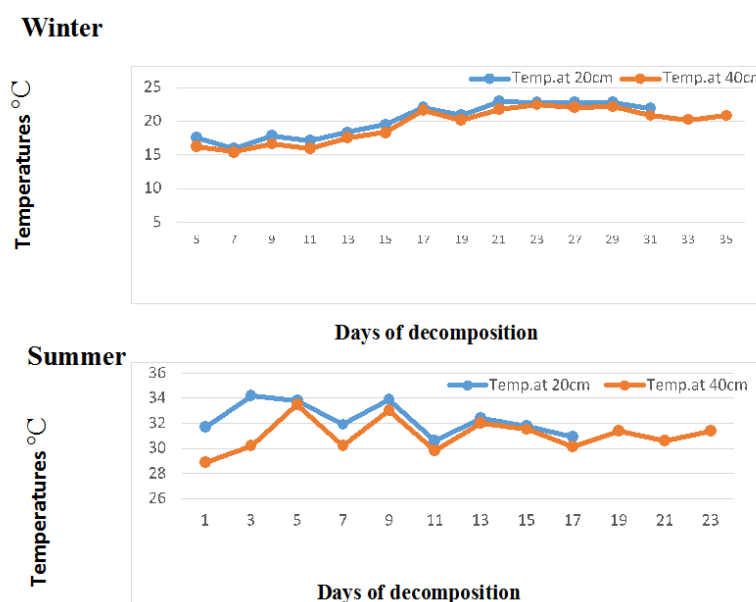 Winter
Temperatures °C
Temp.at 20cm Temp.at 40cm
25
20
15
10
5
5 7 9 11 13 15 17 19 21 23 27 29 31 33 35
Days of decomposition
Summer
Temperatures °C
Temp.at 20cm Temp.at 40cm
36
34
32
30
28
26
1 3 5 7 9 11 13 15 17 19 21 23
Days of decomposition